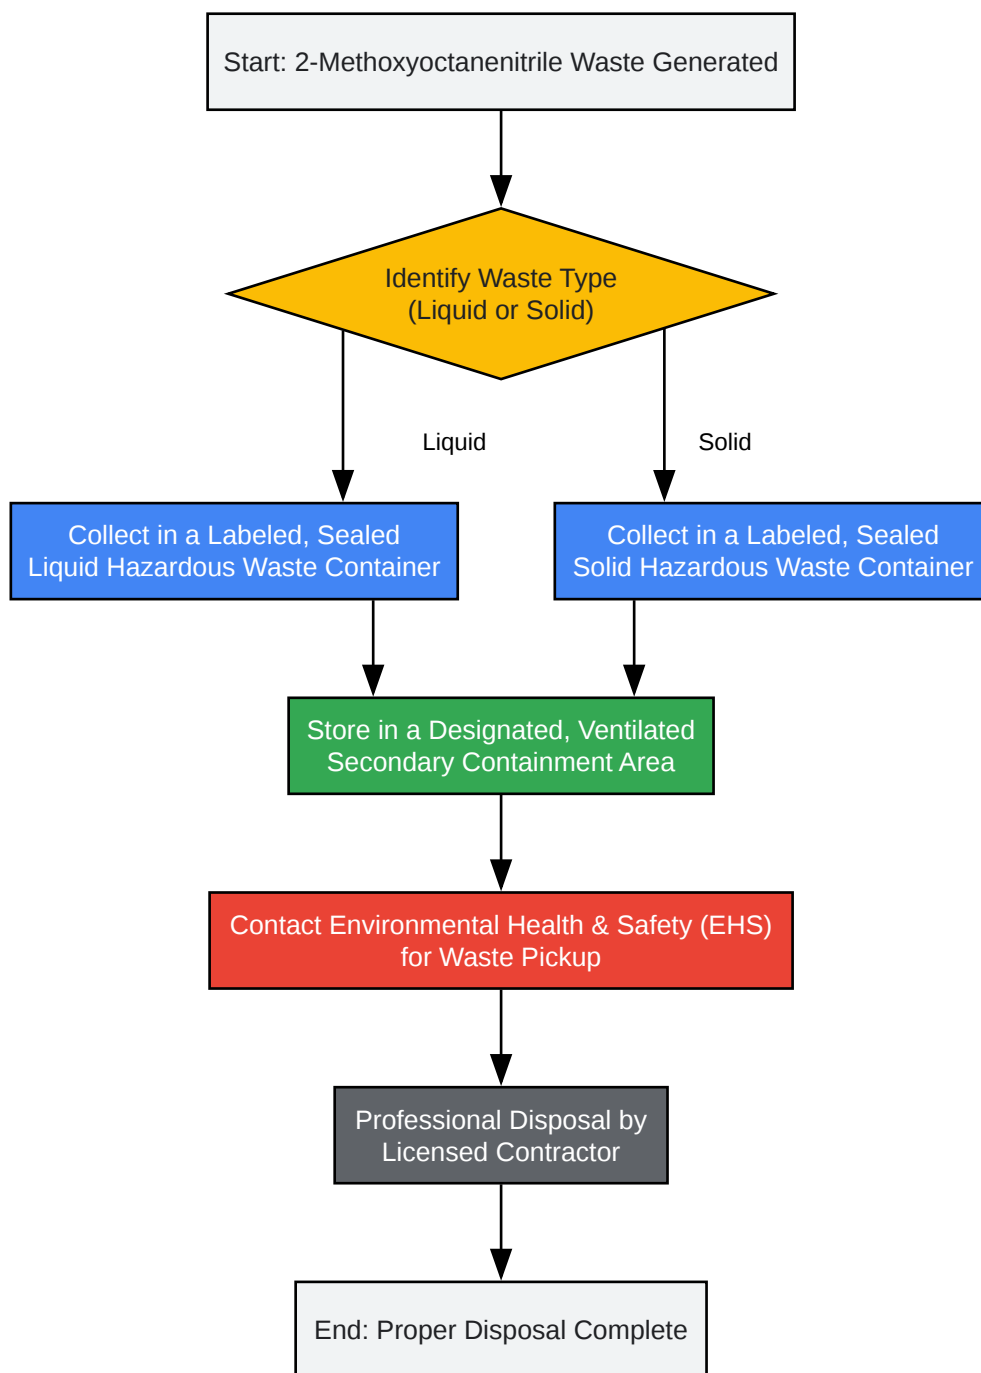 Start: 2-Methoxyoctanenitrile Waste Generated
Identify Waste Type
(Liquid or Solid)
Liquid
Solid
Collect in a Labeled, Sealed
Liquid Hazardous Waste Container
Collect in a Labeled, Sealed
Solid Hazardous Waste Container
Store in a Designated, Ventilated
Secondary Containment Area
Contact Environmental Health & Safety (EHS)
for Waste Pickup
Professional Disposal by
Licensed Contractor
End: Proper Disposal Complete